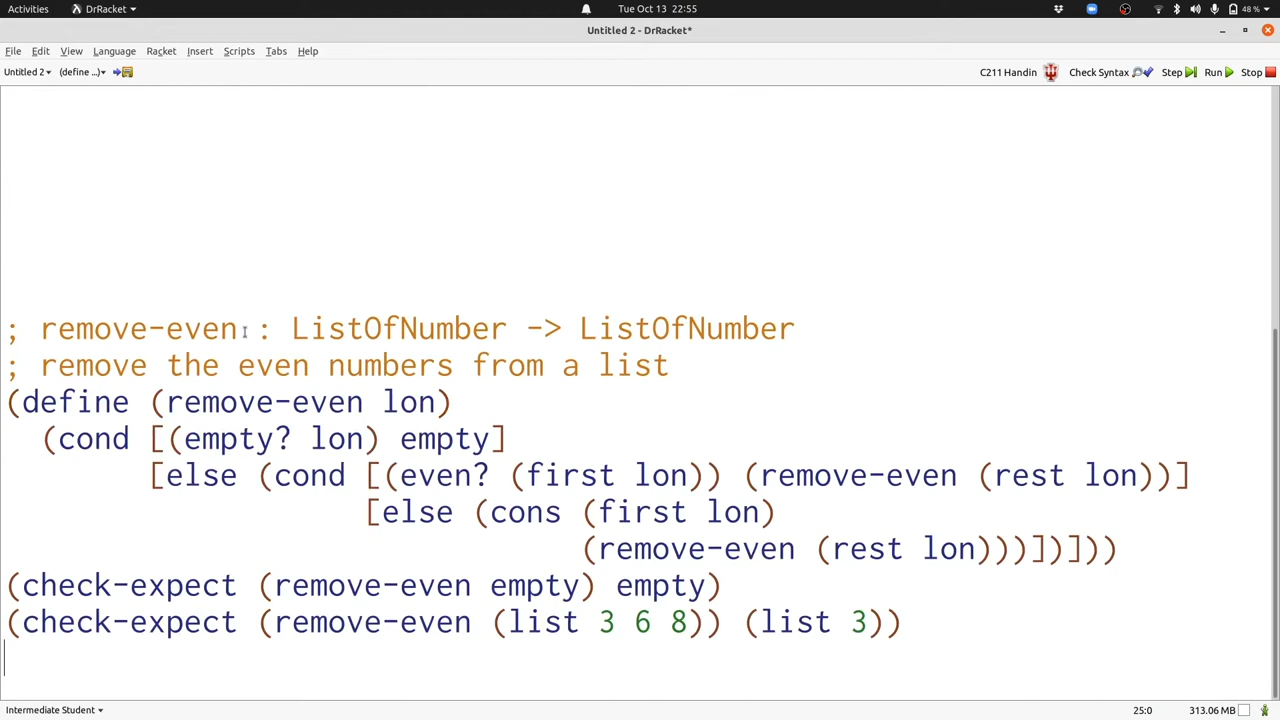 Activities DrRacket Tue Oct 13 22:55 48 %
Untitled 2 - DrRacket*
File Edit View Language Racket Insert Scripts Tabs Help
Untitled 2 (define ...) C211 Handin Check Syntax Step Run Stop
; remove-even : ListOfNumber -> ListOfNumber
; remove the even numbers from a list
(define (remove-even lon)
  (cond [(empty? lon) empty]
        [else (cond [(even? (first lon)) (remove-even (rest lon))]
                    [else (cons (first lon)
                                (remove-even (rest lon)))])]))
(check-expect (remove-even empty) empty)
(check-expect (remove-even (list 3 6 8)) (list 3))
Intermediate Student 25:0 313.06 MB